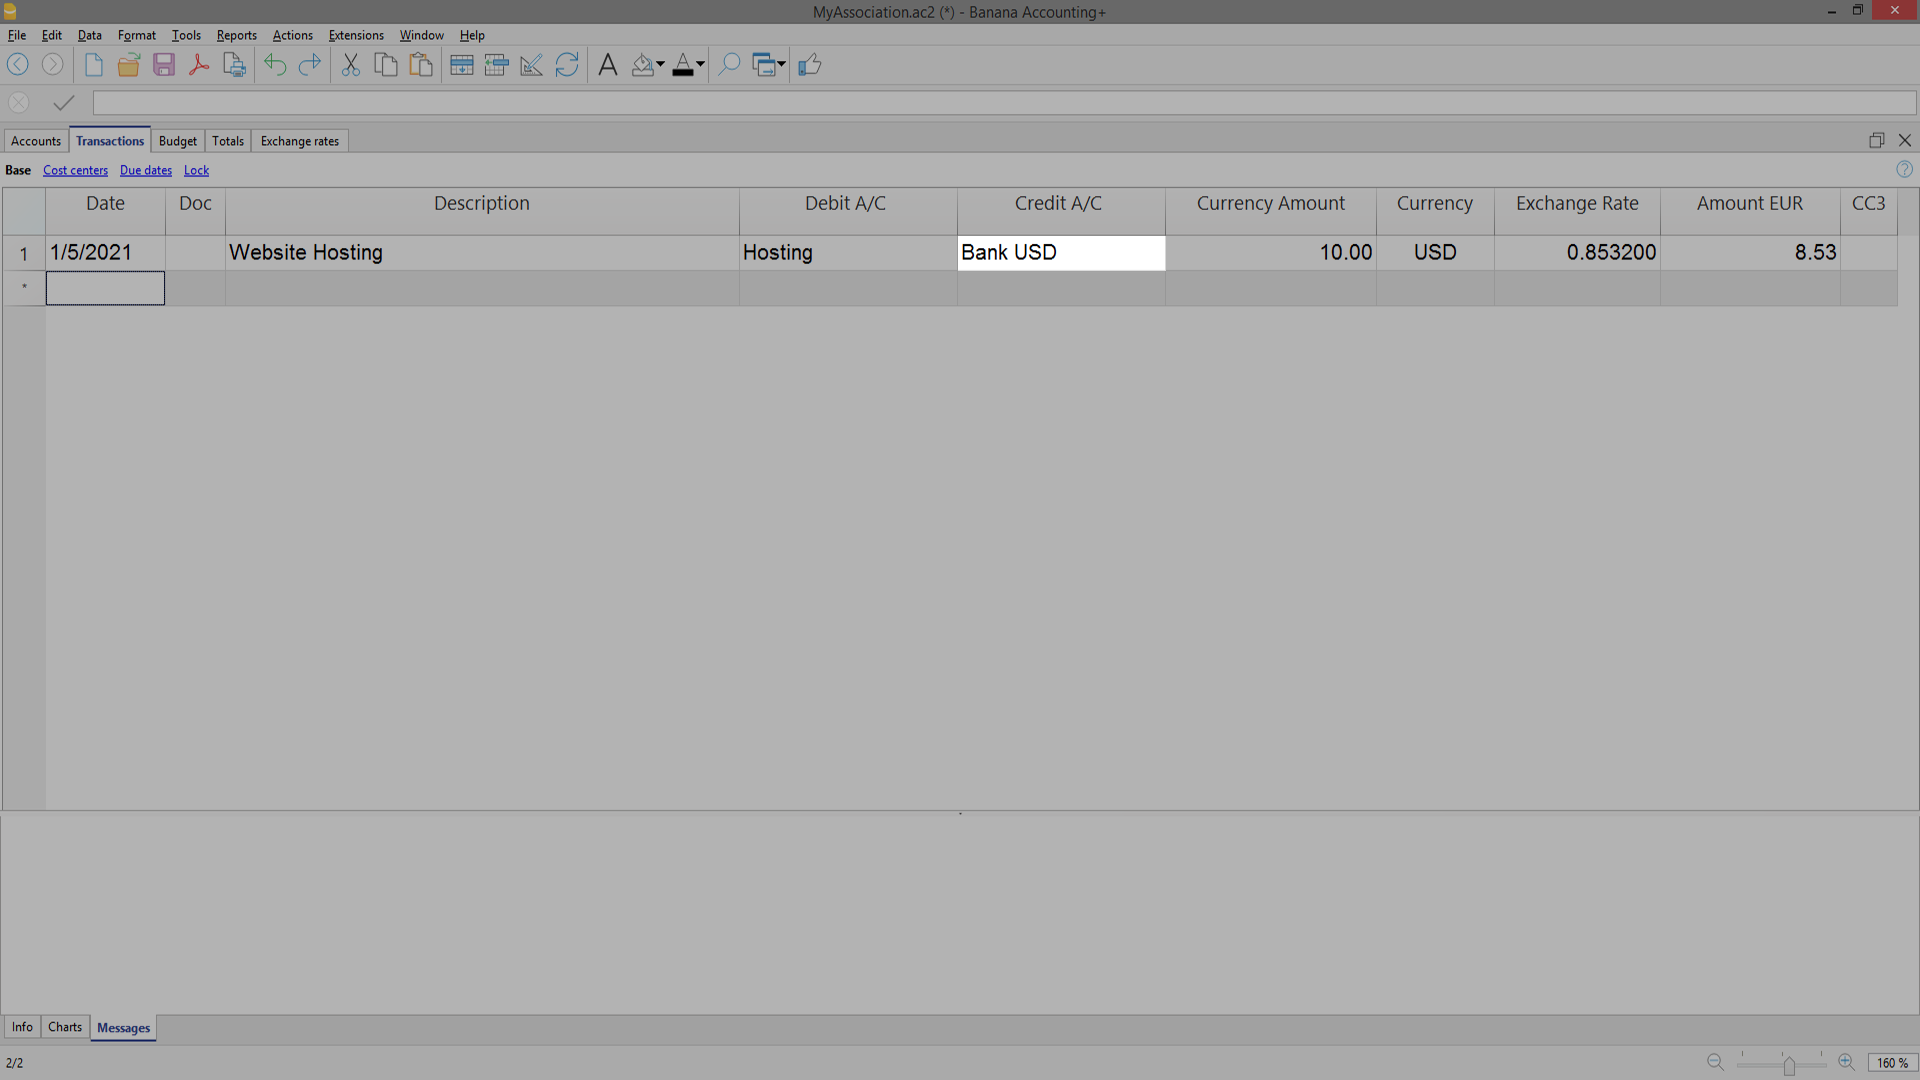 MyAssociation.ac2 (*) - Banana Accounting+
File Edit Data Format Tools Reports Actions Extensions Window Help
Accounts Transactions Budget Totals Exchange rates
Base Cost centers Due dates Lock
Date Doc Description Debit A/C Credit A/C Currency Amount Currency Exchange Rate Amount EUR CC3
1 1/5/2021 Website Hosting Hosting Bank USD 10.00 USD 0.853200 8.53
*
Info Charts Messages
2/2
160 %